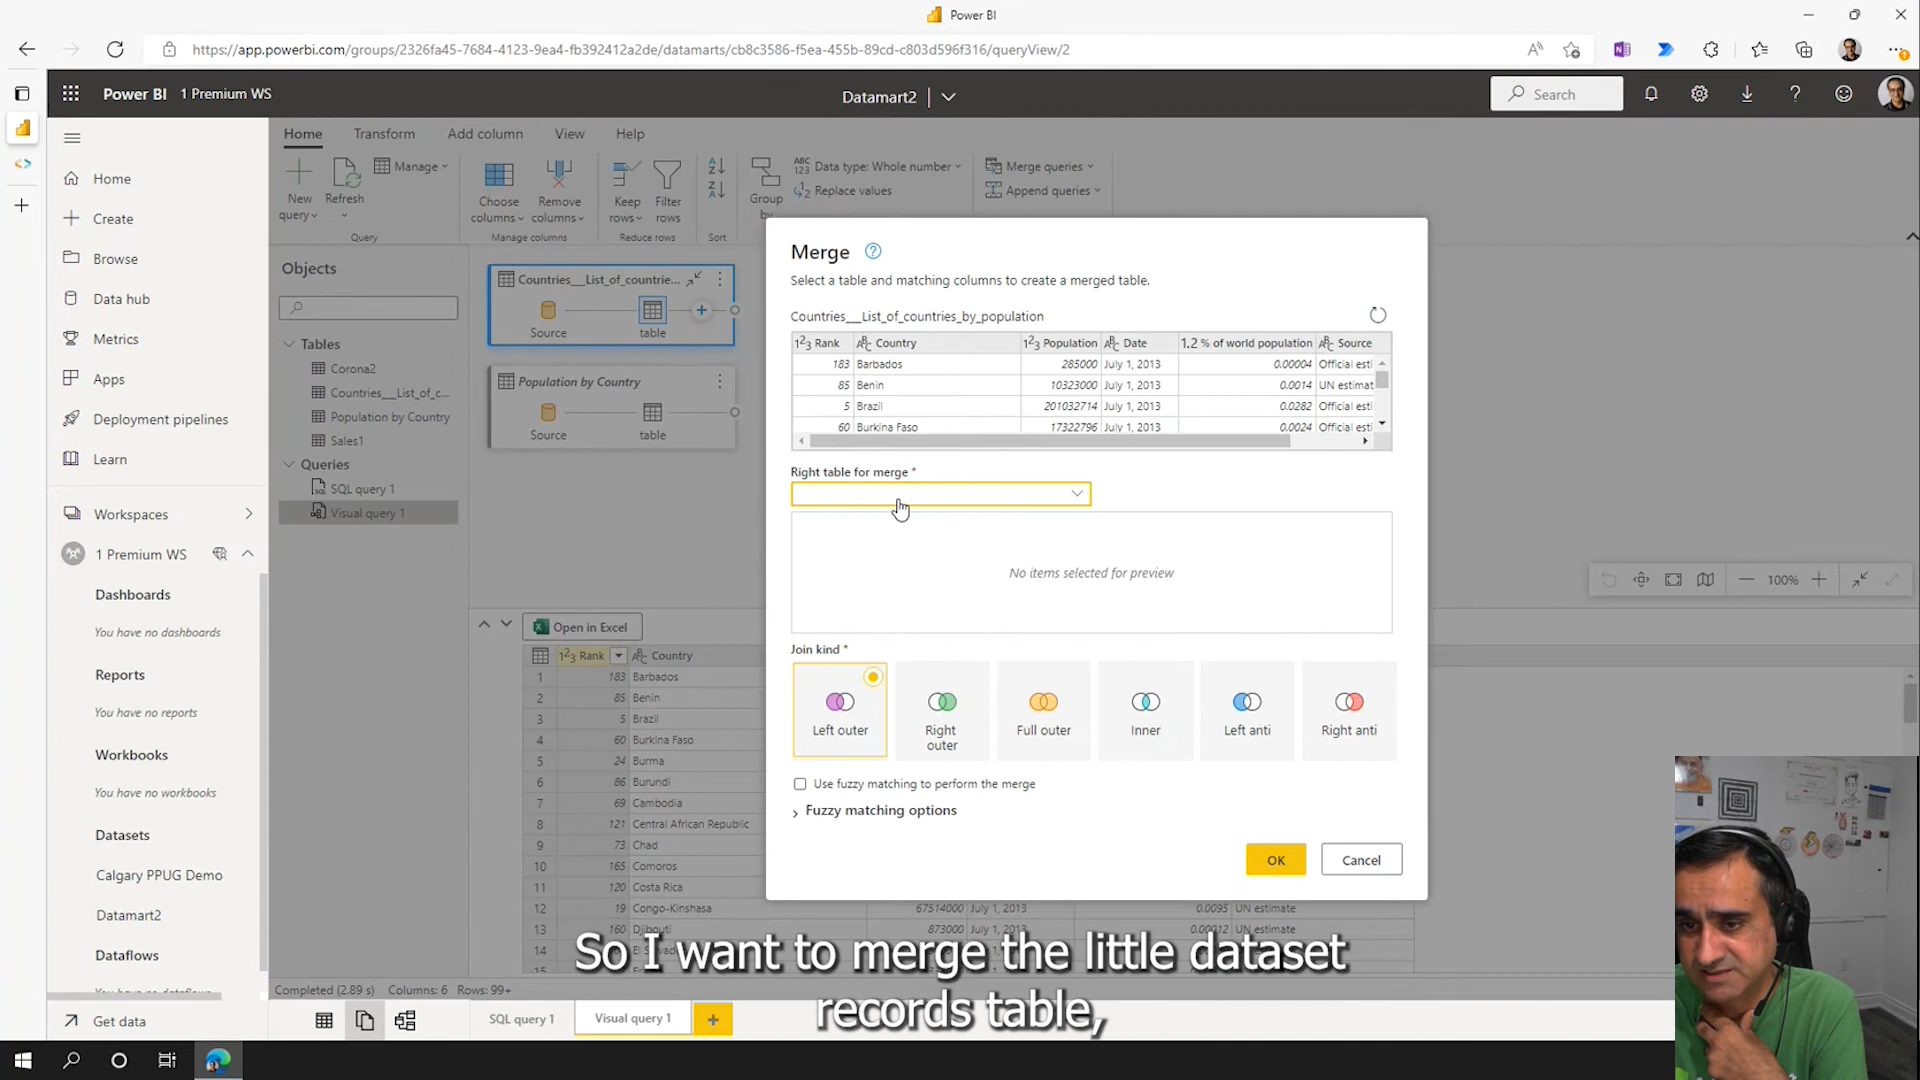 Power BI
https://app.powerbi.com/groups/2326fa45-7684-4123-9ea4-fb392412a2de/datamarts/cb8c3586-f5ea-455b-89cd-c803d596f316/queryView/2
Power BI 1 Premium WS
Datamart2
Search
Home
Create
Browse
Data hub
Metrics
Apps
Deployment pipelines
Learn
Workspaces
1 Premium WS
Dashboards
You have no dashboards
Reports
You have no reports
Workbooks
You have no workbooks
Datasets
Calgary PPUG Demo
Datamart2
Dataflows
Get data
Home Transform Add column View Help
New query
Refresh
Manage
Query
Choose columns
Remove columns
Manage columns
Keep rows
Filter rows
Reduce rows
Sort
Group by
Data type: Whole number
Replace values
Merge queries
Append queries
Objects
Tables
Corona2
Countries___List_of_c...
Population by Country
Sales1
Queries
SQL query 1
Visual query 1
Countries___List_of_countrie...
Source table
Population by Country
Source table
100%
Merge
Select a table and matching columns to create a merged table.
Countries___List_of_countries_by_population
Rank Country Population Date % of world population Source
183 Barbados 285000 July 1, 2013 0.00004 Official esti
85 Benin 10323000 July 1, 2013 0.0014 UN estimat
5 Brazil 201032714 July 1, 2013 0.0282 Official esti
60 Burkina Faso 17322796 July 1, 2013 0.0024 Official esti
Right table for merge *
No items selected for preview
Join kind *
Left outer
Right outer
Full outer
Inner
Left anti
Right anti
Use fuzzy matching to perform the merge
Fuzzy matching options
OK Cancel
Open in Excel
Rank Country
1 183 Barbados
2 85 Benin
3 5 Brazil
4 60 Burkina Faso
5 24 Burma
6 86 Burundi
7 69 Cambodia
8 121 Central African Republic
9 73 Chad
10 165 Comoros
11 120 Costa Rica
12 19 Congo-Kinshasa 67514000 July 1, 2013 0.0095 UN estimate
13 160 Djibouti 873000 July 1, 2013 0.00012 UN estimate
14
15
So I want to merge the little dataset
records table,
Completed (2.89 s) Columns: 6 Rows: 99+
SQL query 1 Visual query 1